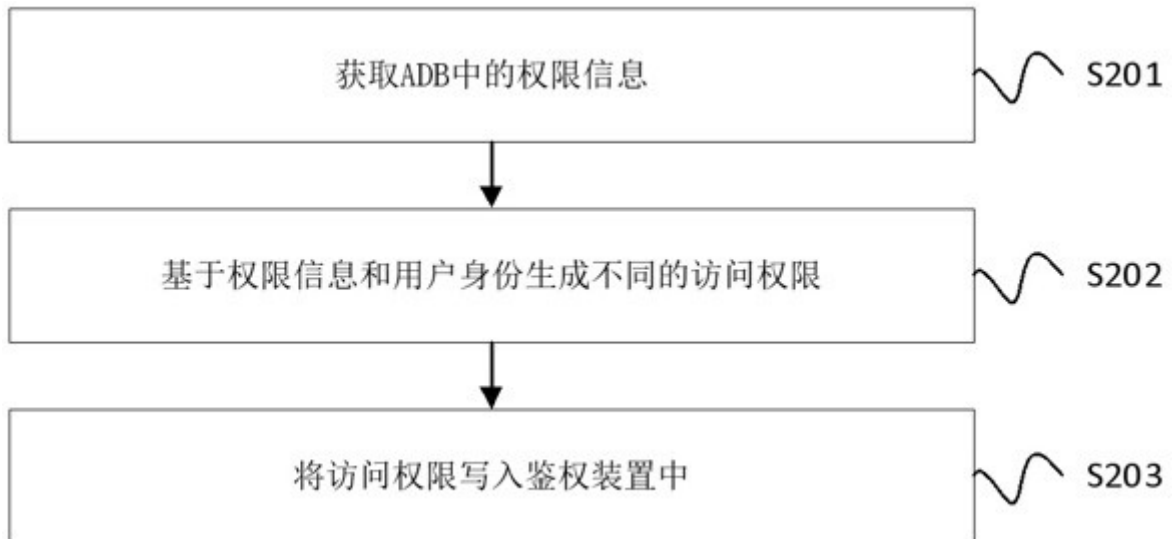 获取ADB中的权限信息
S201
基于权限信息和用户身份生成不同的访问权限
S202
将访问权限写入鉴权装置中
S203